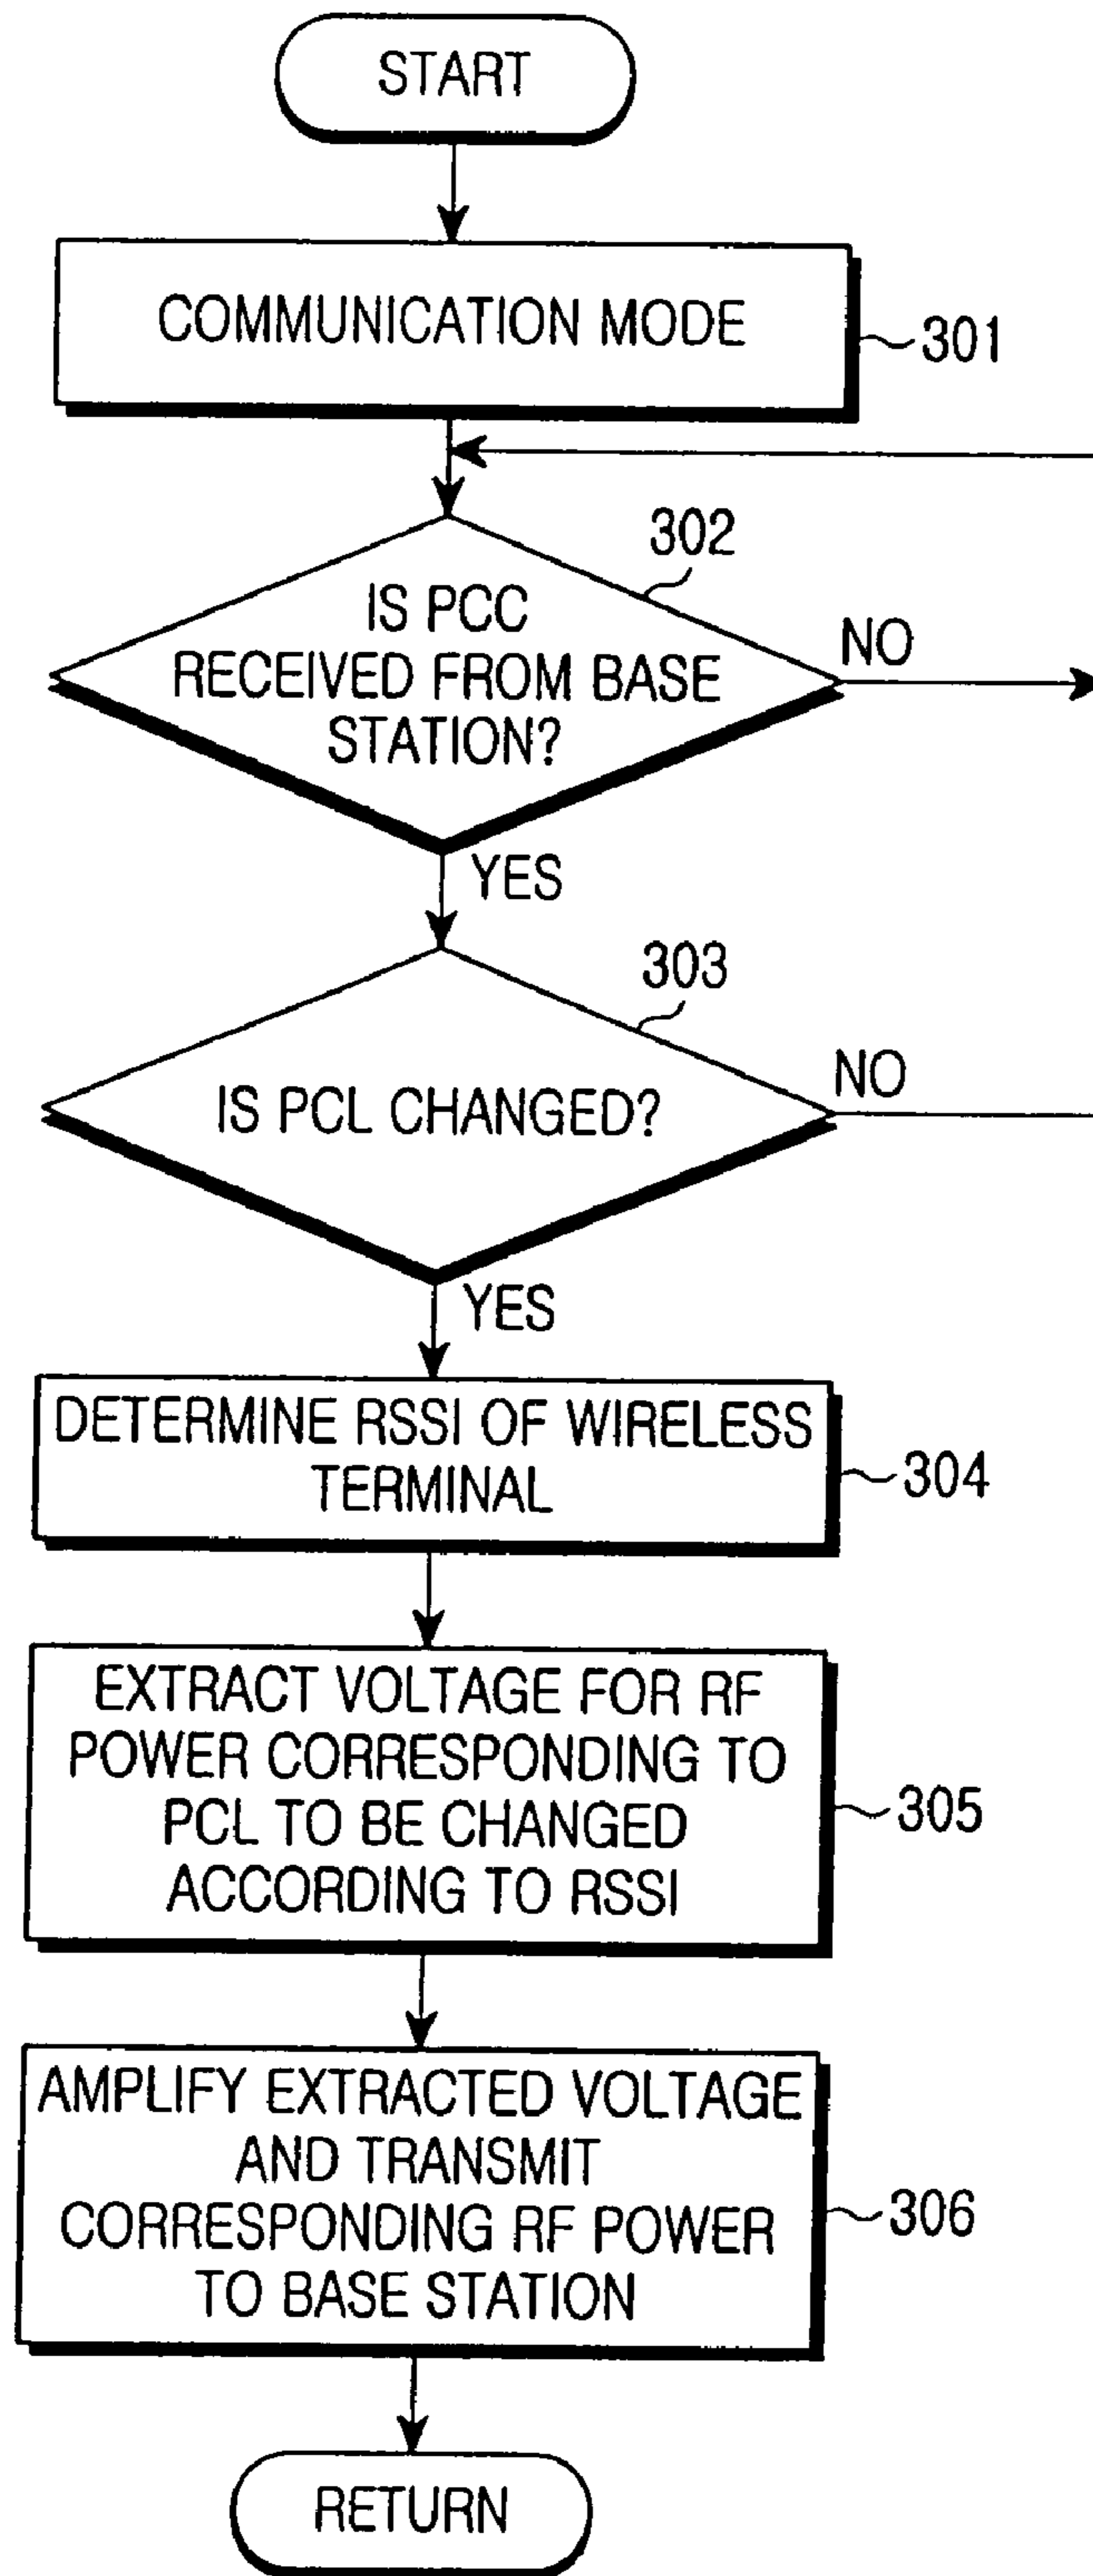 START
COMMUNICATION MODE
301
302
IS PCC
RECEIVED FROM BASE
STATION?
NO
YES
303
IS PCL CHANGED?
NO
YES
DETERMINE RSSI OF WIRELESS
TERMINAL
304
EXTRACT VOLTAGE FOR RF
POWER CORRESPONDING TO
PCL TO BE CHANGED
ACCORDING TO RSSI
305
AMPLIFY EXTRACTED VOLTAGE
AND TRANSMIT
CORRESPONDING RF POWER
TO BASE STATION
306
RETURN